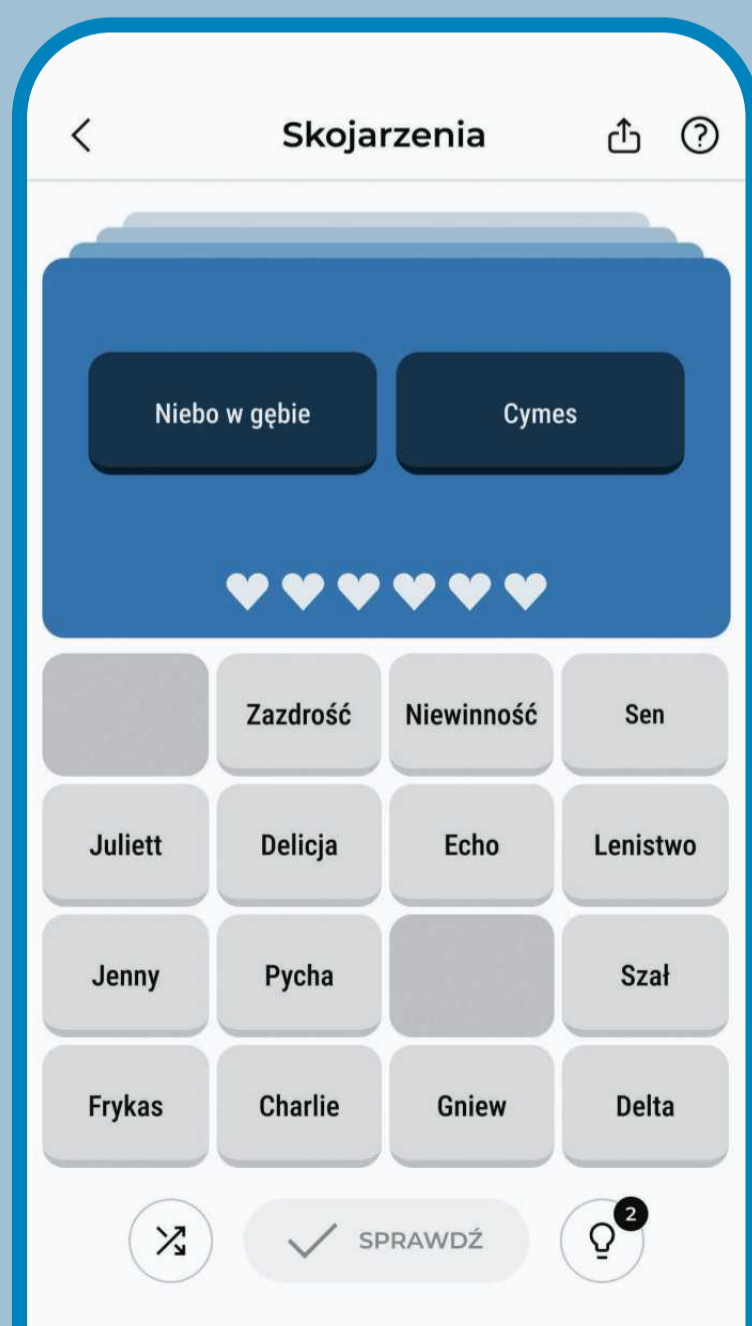 Skojarzenia
Niebo w gębie Cymes
Zazdrość Niewinność Sen
Juliett Delicja Echo Lenistwo
Jenny Pycha Szał
Frykas Charlie Gniew Delta
SPRAWDŹ 2